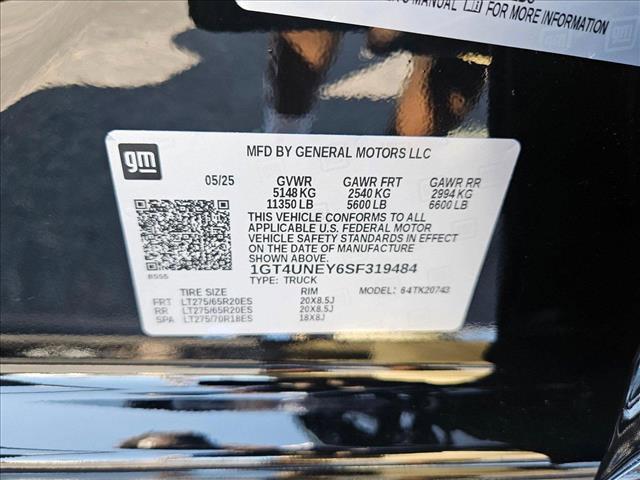 'S MANUAL FOR MORE INFORMATION
gm
MFD BY GENERAL MOTORS LLC
05/25 GVWR GAWR FRT GAWR RR
5148 KG 2540 KG 2994 KG
11350 LB 5600 LB 6600 LB
THIS VEHICLE CONFORMS TO ALL
APPLICABLE U.S. FEDERAL MOTOR
VEHICLE SAFETY STANDARDS IN EFFECT
ON THE DATE OF MANUFACTURE
SHOWN ABOVE.
1GT4UNEY6SF319484
TYPE: TRUCK
BSS5
TIRE SIZE RIM MODEL: 64TK20743
FRT LT275/65R20ES 20X8.5J
RR LT275/65R20ES 20X8.5J
SPA LT275/70R18ES 18X8J